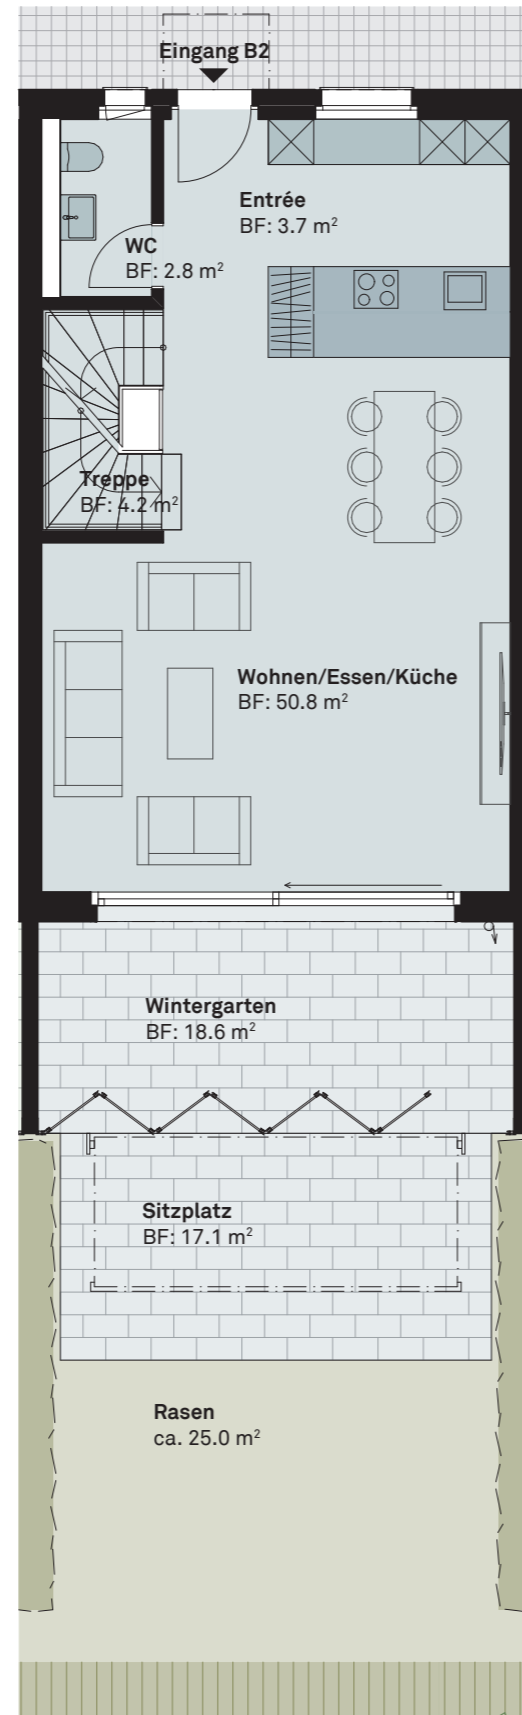 Eingang B2
Entrée
BF: 3.7 m²
WC
BF: 2.8 m²
Treppe
BF: 4.2 m²
Wohnen/Essen/Küche
BF: 50.8 m²
Wintergarten
BF: 18.6 m²
Sitzplatz
BF: 17.1 m²
Rasen
ca. 25.0 m²